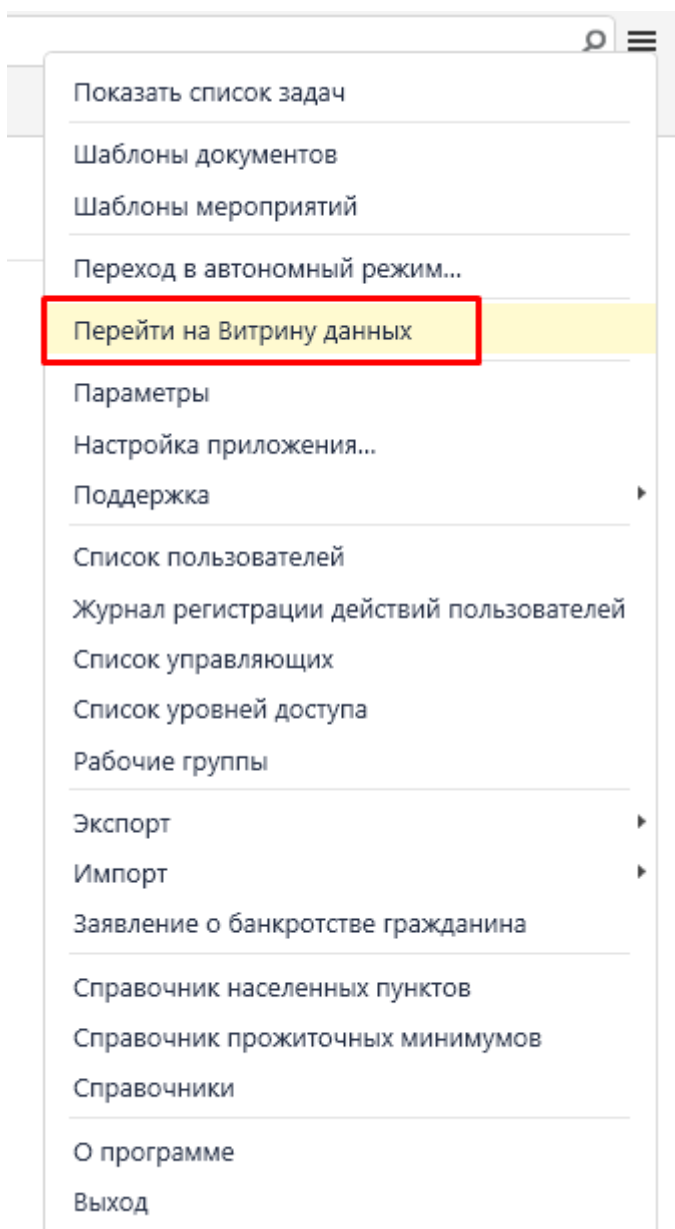 Показать список задач
Шаблоны документов
Шаблоны мероприятий
Переход в автономный режим...
Перейти на Витрину данных
Параметры
Настройка приложения...
Поддержка
Список пользователей
Журнал регистрации действий пользователей
Список управляющих
Список уровней доступа
Рабочие группы
Экспорт
Импорт
Заявление о банкротстве гражданина
Справочник населенных пунктов
Справочник прожиточных минимумов
Справочники
О программе
Выход